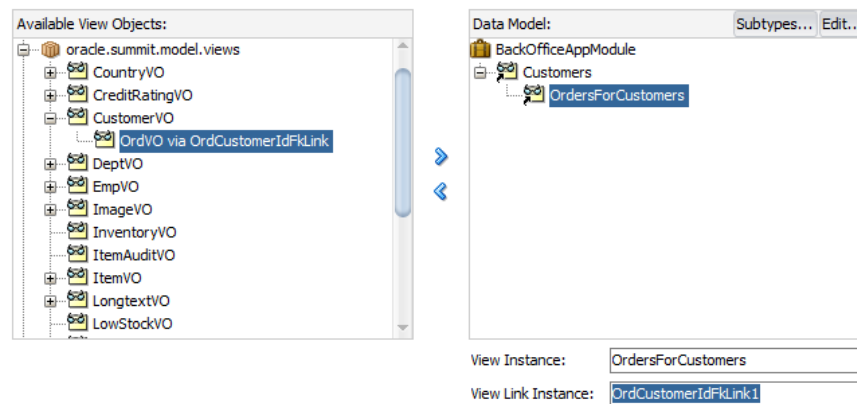 Available View Objects:
oracle.summit.model.views
CountryVO
CreditRatingVO
CustomerVO
OrdVO via OrdCustomerIdFkLink
DeptVO
EmpVO
ImageVO
InventoryVO
ItemAuditVO
ItemVO
LongtextVO
LowStockVO
Data Model:
Subtypes... Edit..
BackOfficeAppModule
Customers
OrdersForCustomers
View Instance: OrdersForCustomers
View Link Instance: OrdCustomerIdFkLink1